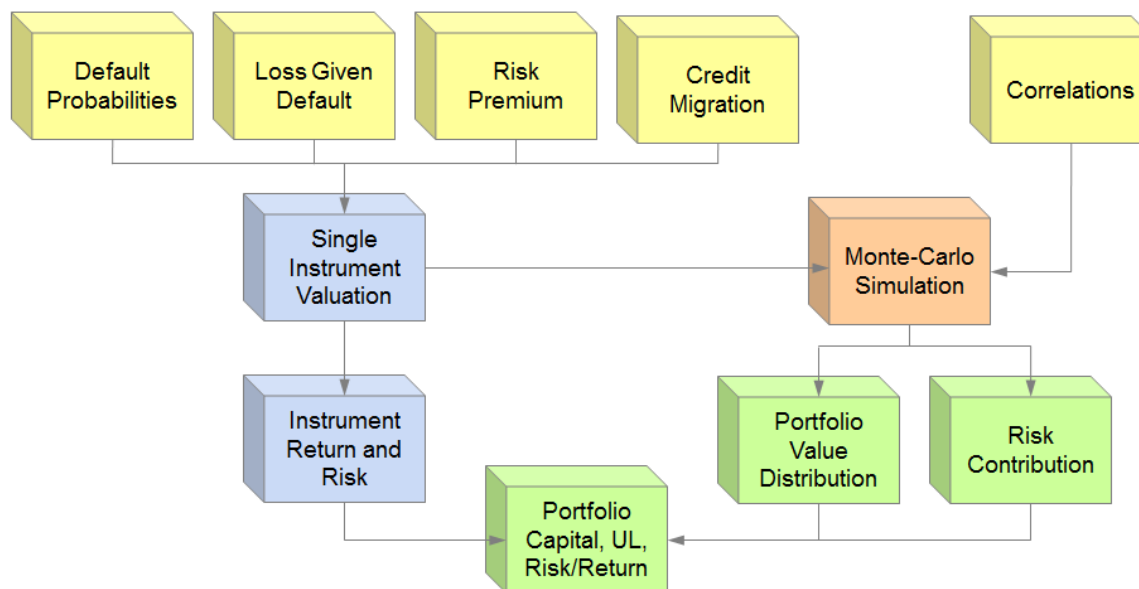 Default
Probabilities
Loss Given
Default
Risk
Premium
Credit
Migration
Correlations
Single
Instrument
Valuation
Monte-Carlo
Simulation
Instrument
Return and
Risk
Portfolio
Value
Distribution
Risk
Contribution
Portfolio
Capital, UL,
Risk/Return